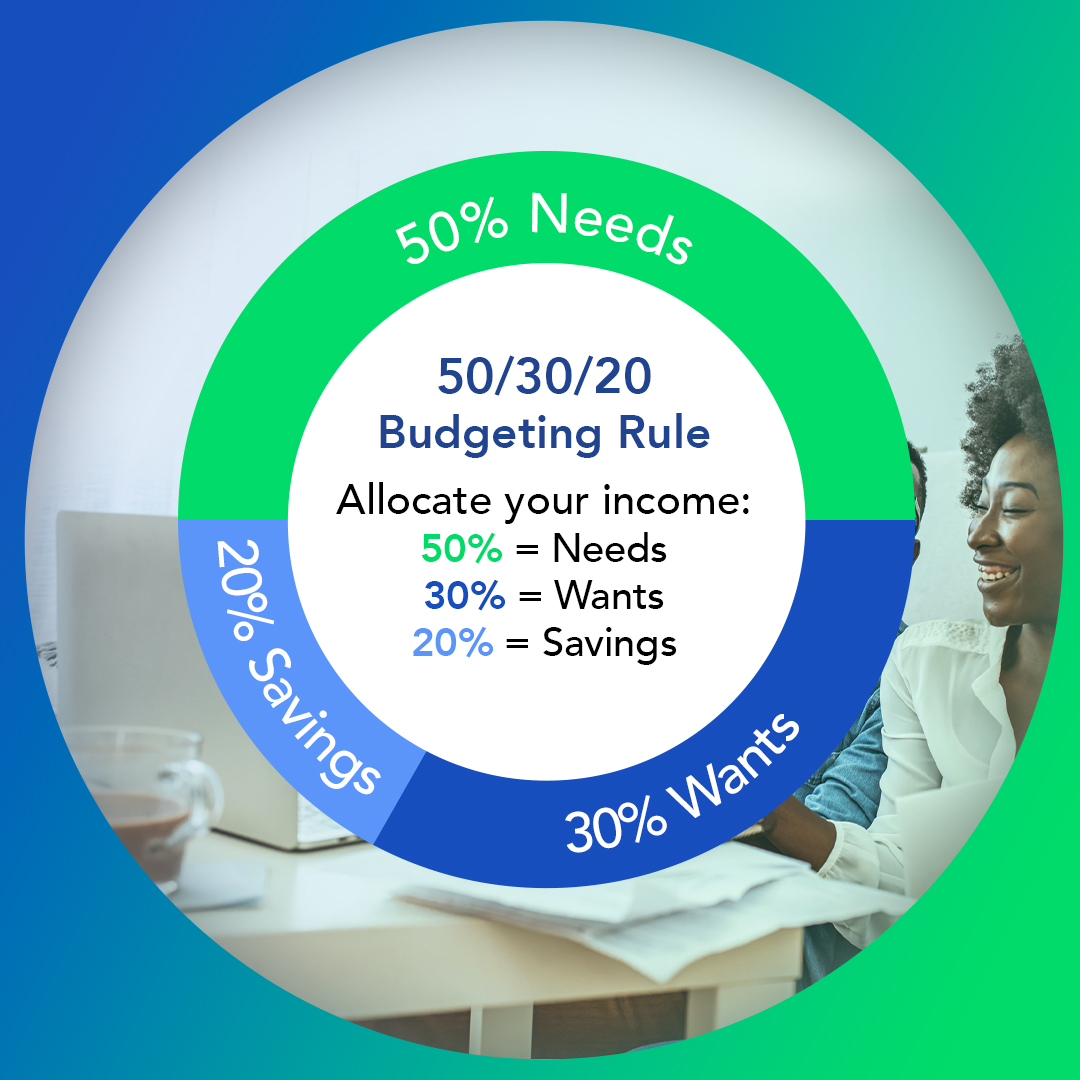 50% Needs
50/30/20
Budgeting Rule
Allocate your income:
50% = Needs
30% = Wants
20% = Savings
20% Savings
30% Wants